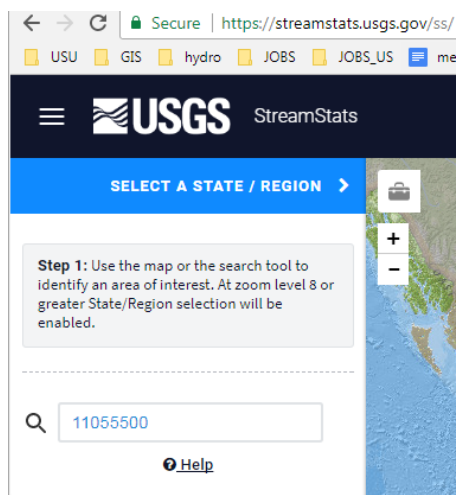 Secure | https://streamstats.usgs.gov/ss/
USU GIS hydro JOBS JOBS_US me
USGS StreamStats
SELECT A STATE / REGION
Step 1: Use the map or the search tool to
identify an area of interest. At zoom level 8 or
greater State/Region selection will be
enabled.
+
−
11055500
Help